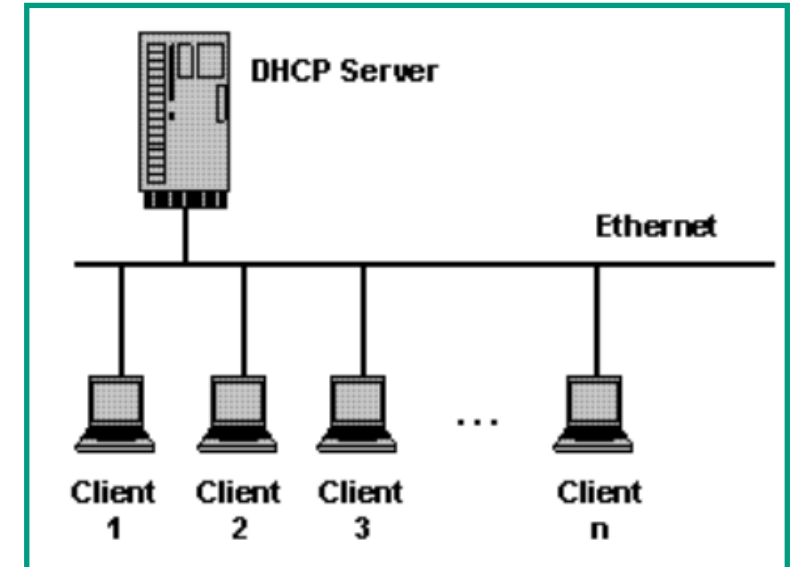 DHCP Server
Ethernet
Client Client Client ... Client
1 2 3 n